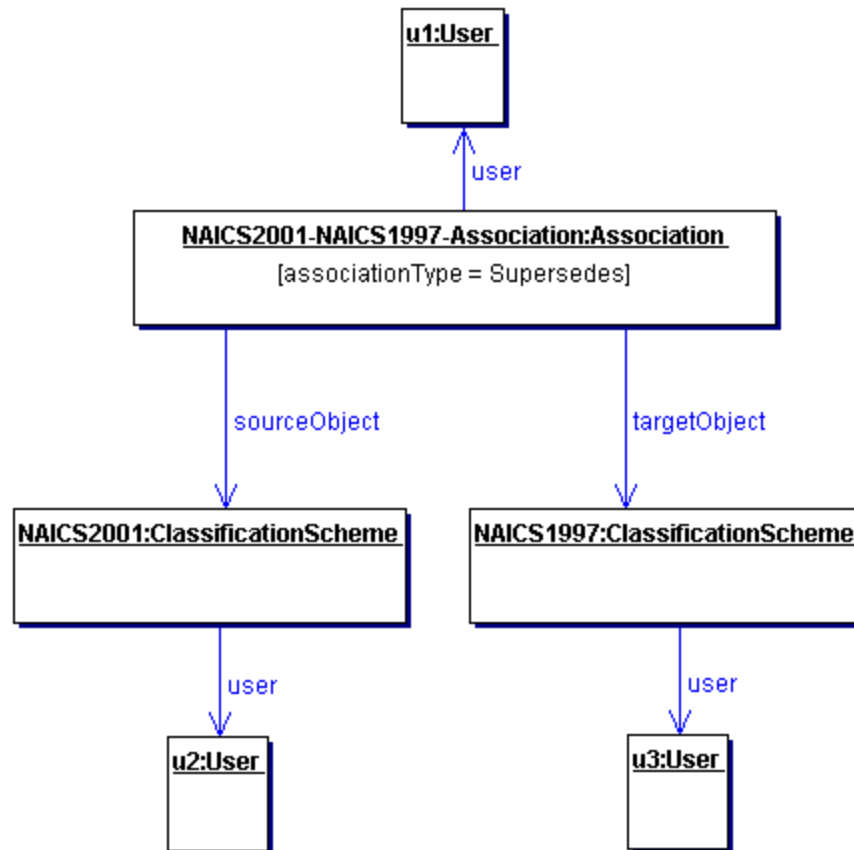 u1:User
user
NAICS2001-NAICS1997-Association:Association
[associationType = Supersedes]
sourceObject
targetObject
NAICS2001:ClassificationScheme
NAICS1997:ClassificationScheme
user
user
u2:User
u3:User